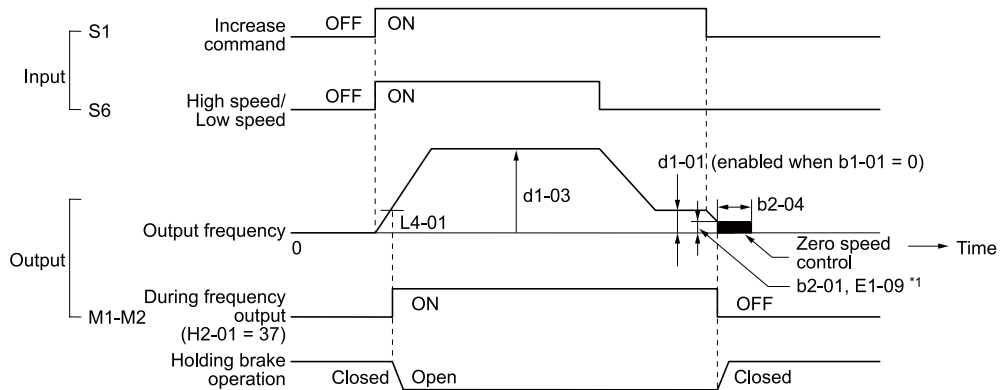 Input
S1
Increase
command
OFF
ON
S6
High speed/
Low speed
OFF
ON
d1-01 (enabled when b1-01 = 0)
d1-03
b2-04
L4-01
Output
Output frequency
0
Zero speed
control
Time
b2-01, E1-09 *1
M1-M2
During frequency
output
(H2-01 = 37)
ON
OFF
Holding brake
operation
Closed
Open
Closed